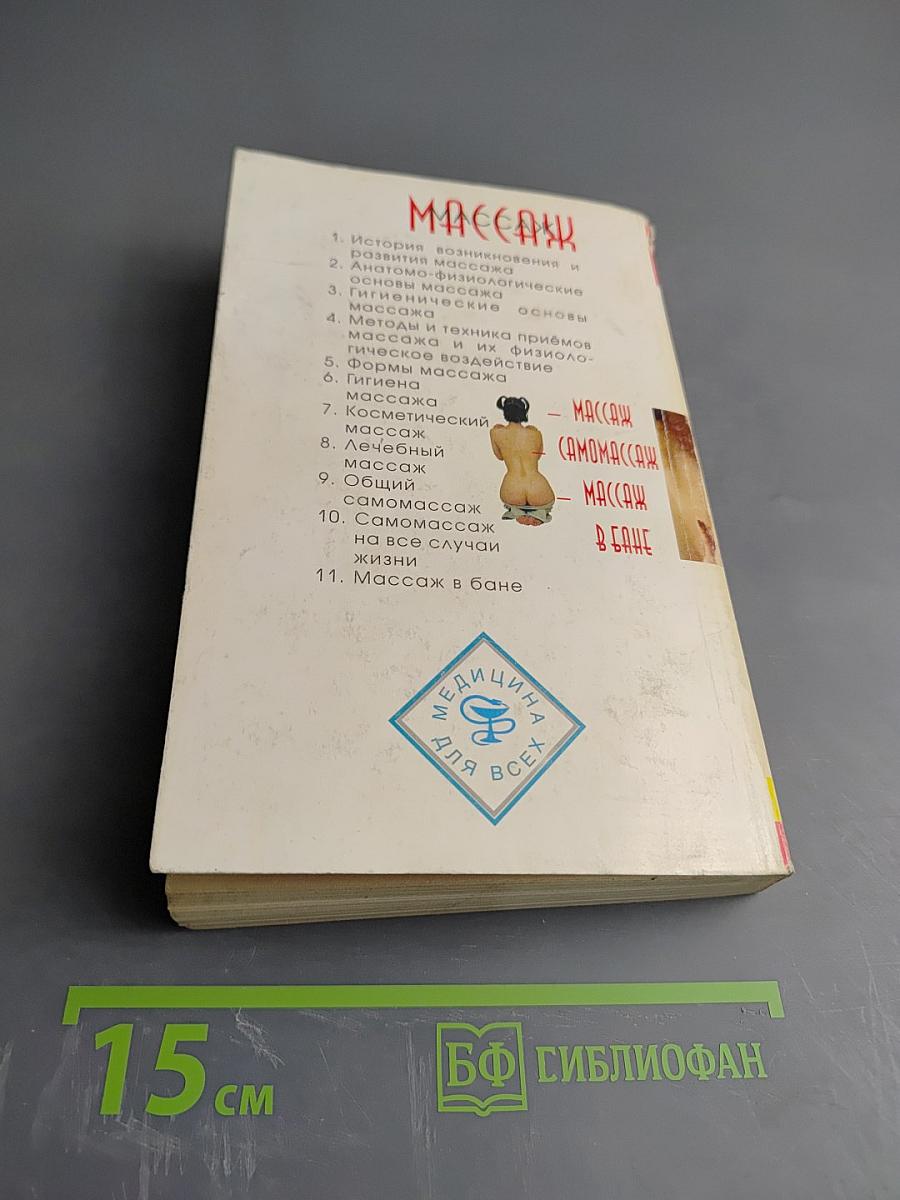 МАССАЖ
МАССАЖ
1. История возникновения и
развития массажа
2. Анатомо-физиологические
основы массажа
3. Гигиенические основы
массажа
4. Методы и техника приёмов
массажа и их физиоло-
гическое воздействие
5. Формы массажа
6. Гигиена
массажа
7. Косметический
массаж
8. Лечебный
массаж
9. Общий
самомассаж
10. Самомассаж
на все случаи
жизни
11. Массаж в бане
– МАССАЖ
– САМОМАССАЖ
– МАССАЖ
В БАНЕ
МЕДИЦИНА
ДЛЯ ВСЕХ
15 см
БФ БИБЛИОФАН